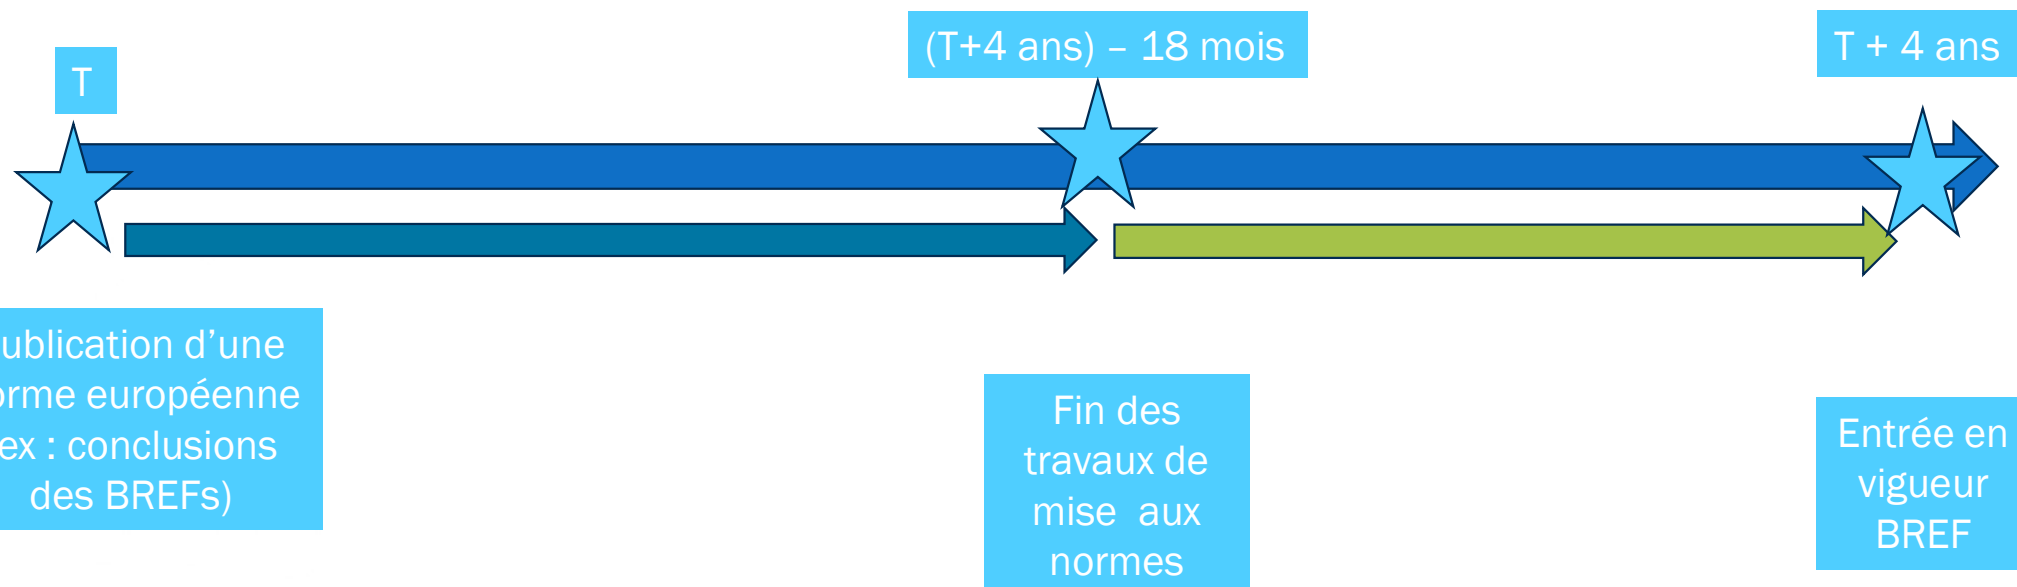 T
(T+4 ans) – 18 mois
T + 4 ans
ublication d’une
orme européenne
ex : conclusions
des BREFs)
Fin des
travaux de
mise aux
normes
Entrée en
vigueur
BREF